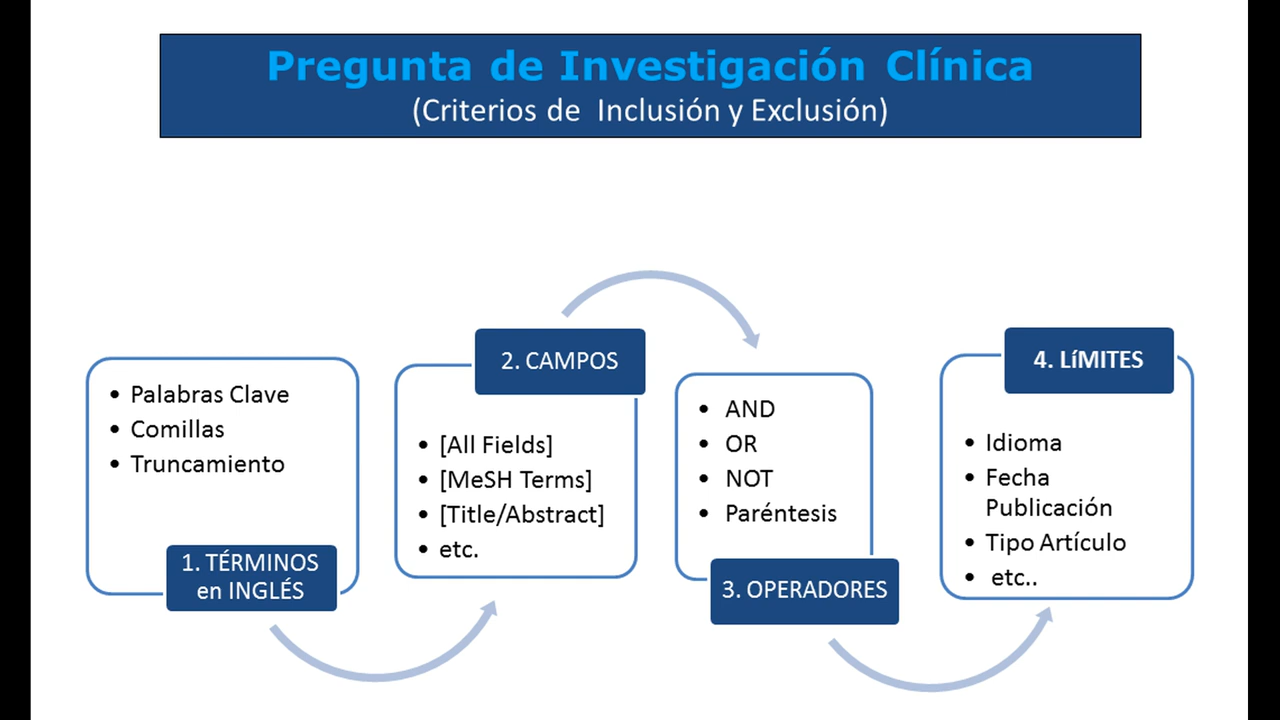 Pregunta de Investigación Clínica
(Criterios de Inclusión y Exclusión)
• Palabras Clave
• Comillas
• Truncamiento
1. TÉRMINOS
en INGLÉS
2. CAMPOS
• [All Fields]
• [MeSH Terms]
• [Title/Abstract]
• etc.
• AND
• OR
• NOT
• Paréntesis
3. OPERADORES
4. LíMITES
• Idioma
• Fecha
Publicación
• Tipo Artículo
• etc..